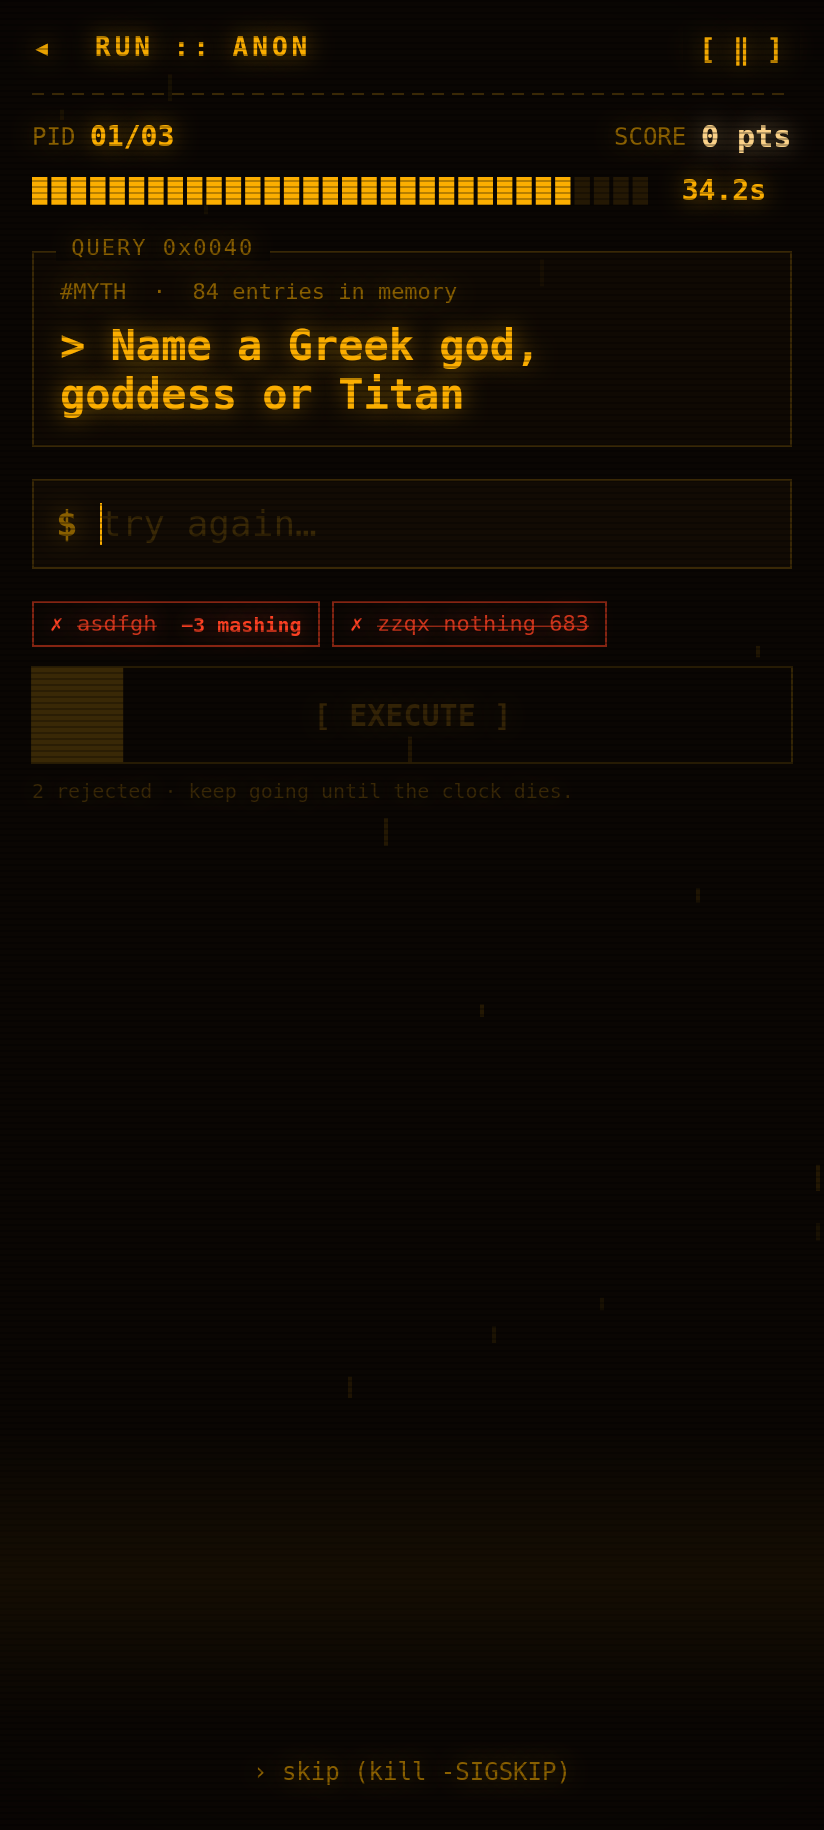 ◂ RUN :: ANON [ ‖ ]
PID 01/03 SCORE 0 pts
34.2s
QUERY 0x0040
#MYTH · 84 entries in memory
> Name a Greek god,
goddess or Titan
$ try again…
✗ asdfgh −3 mashing ✗ zzqx nothing 683
[ EXECUTE ]
2 rejected · keep going until the clock dies.
› skip (kill -SIGSKIP)